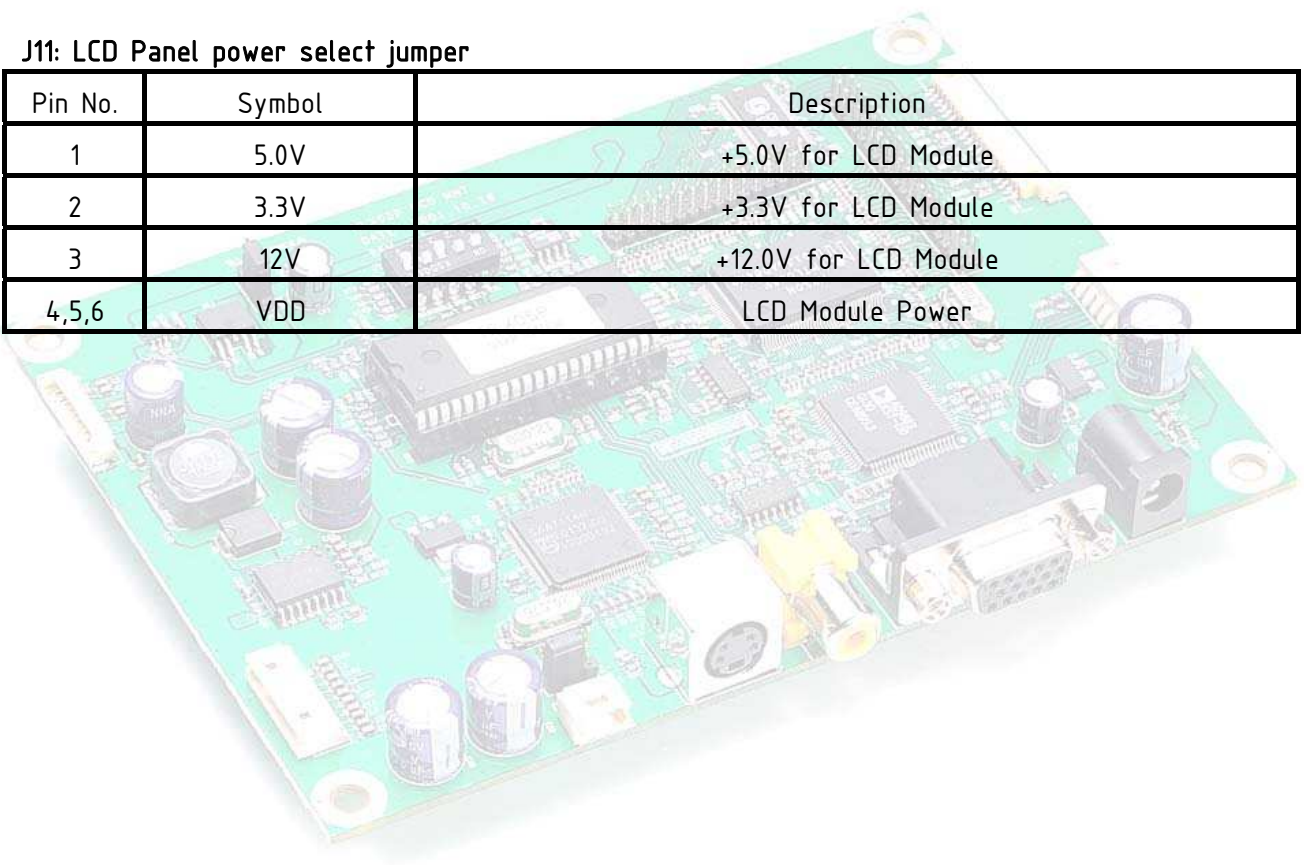 J11: LCD Panel power select jumper
Pin No. Symbol Description
1 5.0V +5.0V for LCD Module
2 3.3V +3.3V for LCD Module
3 12V +12.0V for LCD Module
4,5,6 VDD LCD Module Power